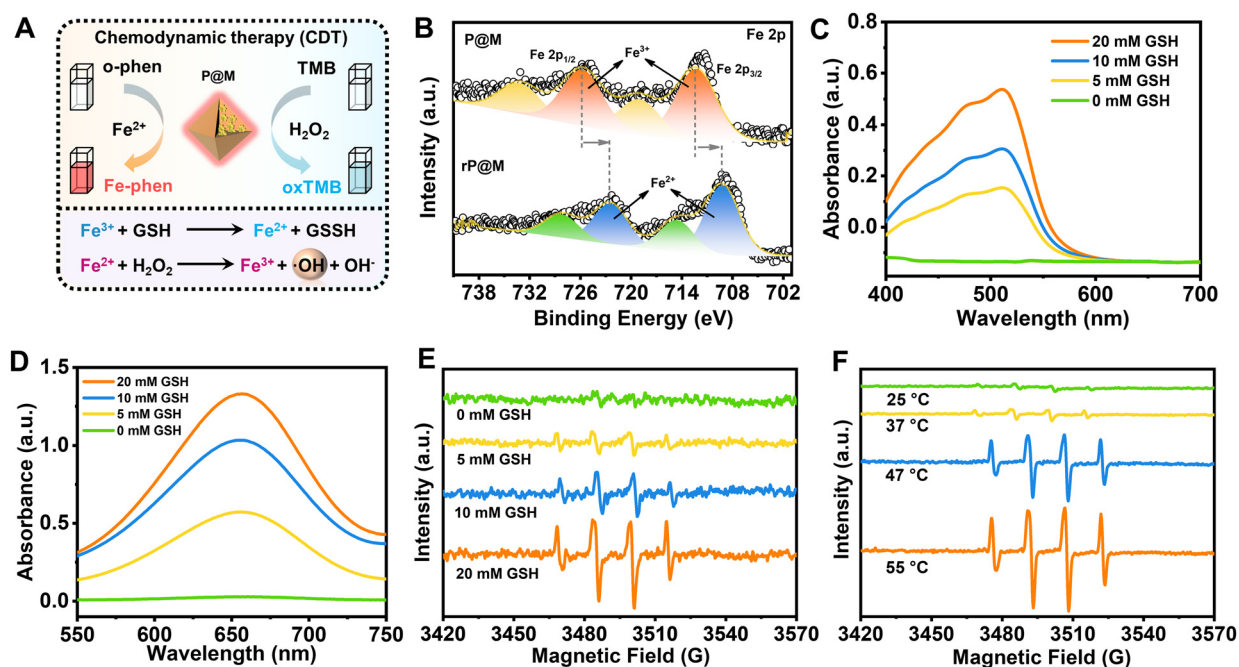 A
Chemodynamic therapy (CDT)
o-phen
P@M
TMB
Fe²⁺
H₂O₂
Fe-phen
oxTMB
Fe³⁺ + GSH → Fe²⁺ + GSSH
Fe²⁺ + H₂O₂ → Fe³⁺ + ·OH + OH⁻
B
P@M
Fe 2p
Fe 2p₁/₂
Fe³⁺
Fe 2p₃/₂
rP@M
Fe²⁺
Intensity (a.u.)
738 732 726 720 714 708 702
Binding Energy (eV)
C
20 mM GSH
10 mM GSH
5 mM GSH
0 mM GSH
Absorbance (a.u.)
0.8
0.6
0.4
0.2
0.0
400 500 600 700
Wavelength (nm)
D
20 mM GSH
10 mM GSH
5 mM GSH
0 mM GSH
Absorbance (a.u.)
1.5
1.0
0.5
0.0
550 600 650 700 750
Wavelength (nm)
E
0 mM GSH
5 mM GSH
10 mM GSH
20 mM GSH
Intensity (a.u.)
3420 3450 3480 3510 3540 3570
Magnetic Field (G)
F
25 °C
37 °C
47 °C
55 °C
Intensity (a.u.)
3420 3450 3480 3510 3540 3570
Magnetic Field (G)